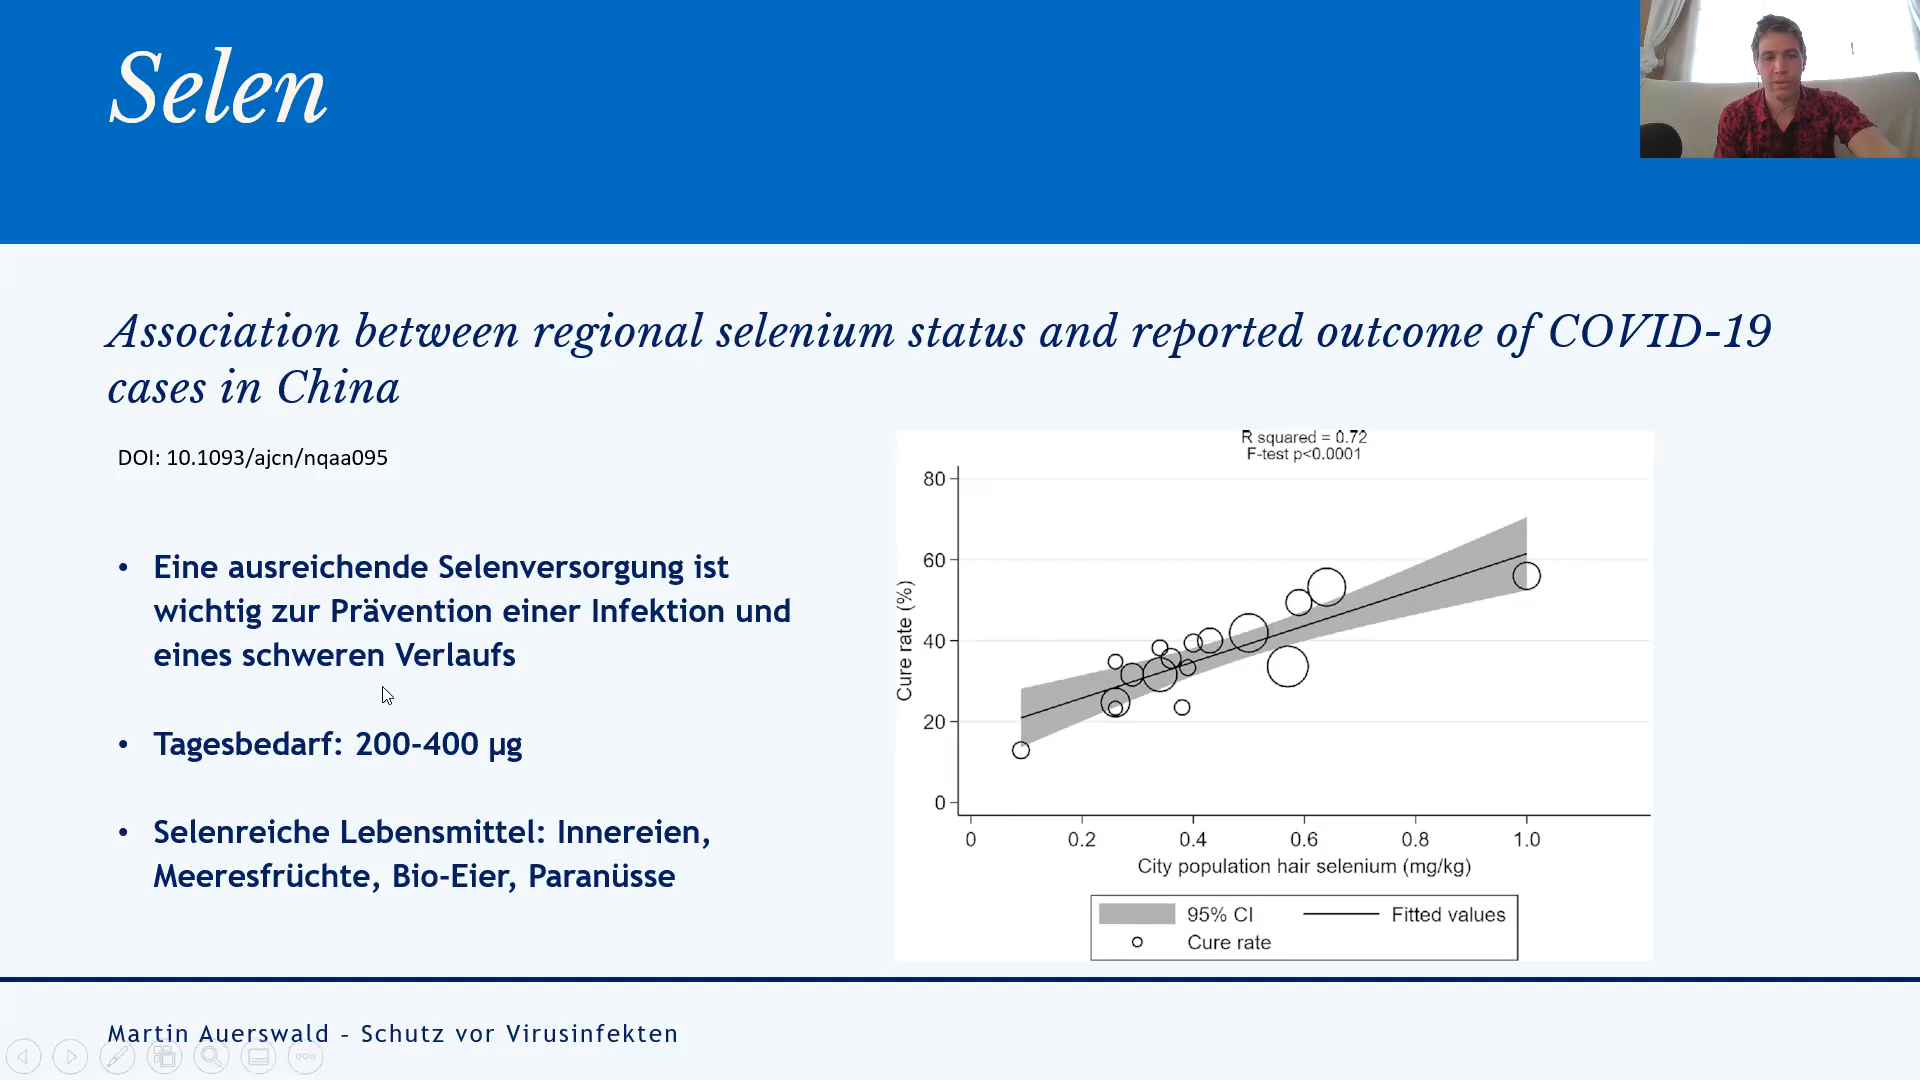 Selen
Association between regional selenium status and reported outcome of COVID-19
cases in China
DOI: 10.1093/ajcn/nqaa095
• Eine ausreichende Selenversorgung ist
wichtig zur Prävention einer Infektion und
eines schweren Verlaufs
• Tagesbedarf: 200-400 µg
• Selenreiche Lebensmittel: Innereien,
Meeresfrüchte, Bio-Eier, Paranüsse
R squared = 0.72
F-test p<0.0001
Cure rate (%)
80
60
40
20
0
0 0.2 0.4 0.6 0.8 1.0
City population hair selenium (mg/kg)
95% CI Fitted values
Cure rate
Martin Auerswald – Schutz vor Virusinfekten